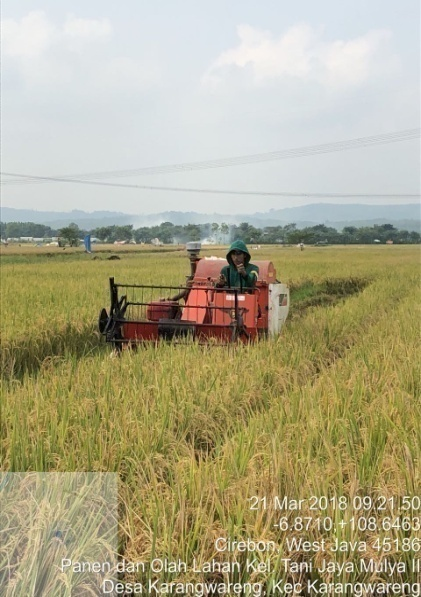 21 Mar 2018 09.21.50
-6.8710,+108.6463
Cirebon, West Java 45186
Panen dan Olah Lahan Kel. Tani Jaya Mulya II
Desa Karangwareng, Kec Karangwareng